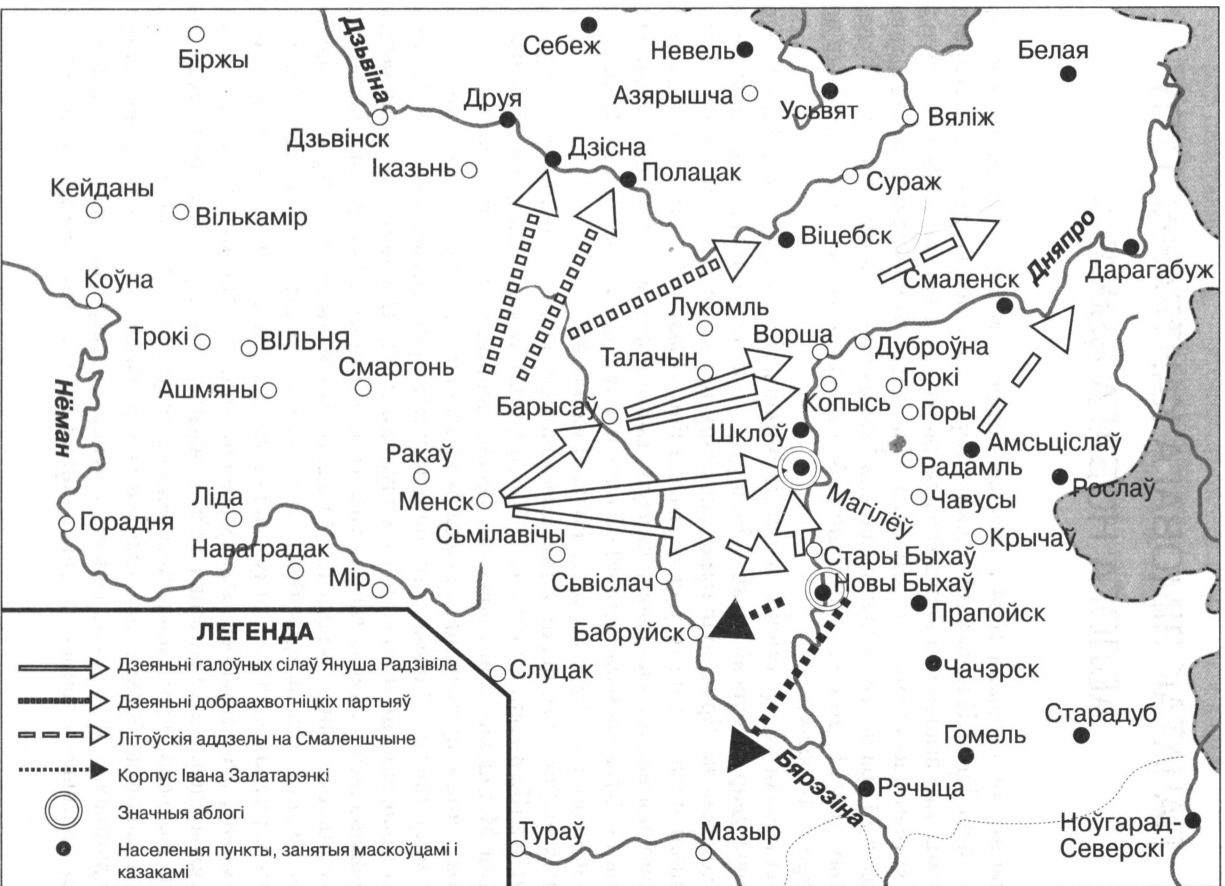 Біржы
Дзьвіна
Себеж
Невель
Белая
Азярышча
Усьвят
Вяліж
Друя
Дзьвінск
Дзісна
Іказьнь
Полацак
Сураж
Кейданы
Вількамір
Віцебск
Дняпро
Дарагабуж
Коўна
Смаленск
Лукомль
Трокі
ВІЛЬНЯ
Ворша
Дуброўна
Талачын
Смаргонь
Ашмяны
Горкі
Копысь
Нёман
Барысаў
Горы
Шклоў
Амсьціслаў
Ракаў
Радамль
Рослаў
Менск
Магілёў
Чавусы
Ліда
Горадня
Сьмілавічы
Крычаў
Наваградак
Стары Быхаў
Мір
Сьвіслач
Новы Быхаў
Прапойск
Бабруйск
Чачэрск
Слуцак
Старадуб
Гомель
Бярэзіна
Рэчыца
Ноўгарад-
Северскі
Тураў
Мазыр
ЛЕГЕНДА
Дзеяньні галоўных сілаў Януша Радзівіла
Дзеяньні добраахвотніцкіх партыяў
Літоўскія аддзелы на Смаленшчыне
Корпус Івана Залатарэнкі
Значныя аблогі
Населеныя пункты, занятыя маскоўцамі і
казакамі